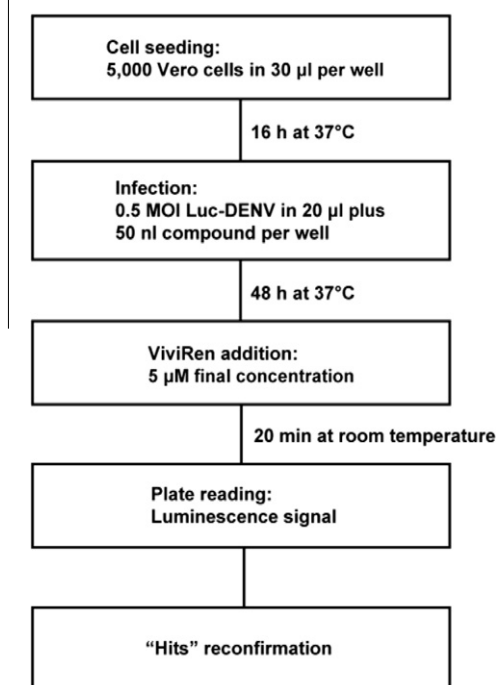 Cell seeding:
5,000 Vero cells in 30 µl per well
16 h at 37°C
Infection:
0.5 MOI Luc-DENV in 20 µl plus
50 nl compound per well
48 h at 37°C
ViviRen addition:
5 µM final concentration
20 min at room temperature
Plate reading:
Luminescence signal
“Hits” reconfirmation